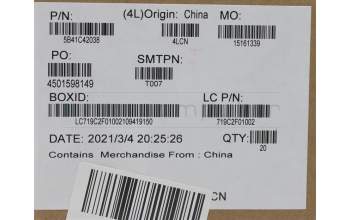 P/N: (4L)Origin: China MO:
5B41C42038 4LCN 15161339
PO: SMTPN:
4501598149 T007
BOXID: LC P/N:
LC719C2F01002109419150 719C2F01002
DATE: 2021/3/4 20:25:26 QTY:
20
Contains Merchandise From : China
LCN